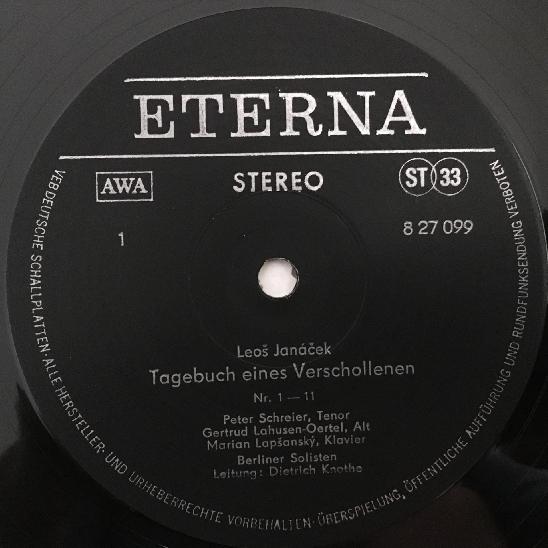 ETERNA
AWA
STEREO
ST 33
1
8 27 099
Leoš Janáček
Tagebuch eines Verschollenen
Nr. 1 — 11
Peter Schreier, Tenor
Gertrud Lahusen-Oertel, Alt
Marian Lapšanský, Klavier
Berliner Solisten
Leitung: Dietrich Knothe
VEB DEUTSCHE SCHALLPLATTEN · ALLE HERSTELLER- UND URHEBERRECHTE VORBEHALTEN · ÜBERSPIELUNG, ÖFFENTLICHE AUFFÜHRUNG UND RUNDFUNKSENDUNG VERBOTEN